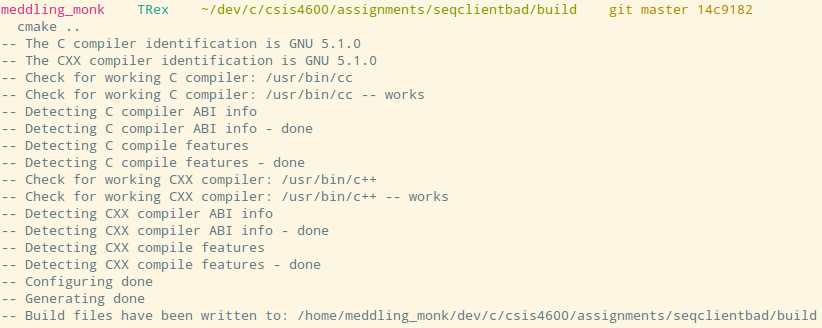 meddling_monk TRex ~/dev/c/csis4600/assignments/seqclientbad/build git master 14c9182
cmake ..
-- The C compiler identification is GNU 5.1.0
-- The CXX compiler identification is GNU 5.1.0
-- Check for working C compiler: /usr/bin/cc
-- Check for working C compiler: /usr/bin/cc -- works
-- Detecting C compiler ABI info
-- Detecting C compiler ABI info - done
-- Detecting C compile features
-- Detecting C compile features - done
-- Check for working CXX compiler: /usr/bin/c++
-- Check for working CXX compiler: /usr/bin/c++ -- works
-- Detecting CXX compiler ABI info
-- Detecting CXX compiler ABI info - done
-- Detecting CXX compile features
-- Detecting CXX compile features - done
-- Configuring done
-- Generating done
-- Build files have been written to: /home/meddling_monk/dev/c/csis4600/assignments/seqclientbad/build